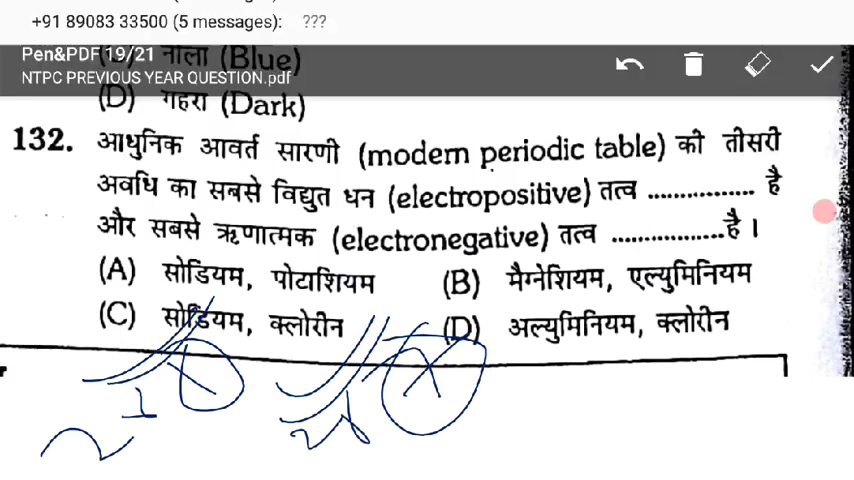 +91 89083 33500 (5 messages): ???
Pen&PDF 19/21
NTPC PREVIOUS YEAR QUESTION.pdf
नीला (Blue)
(D) गहरा (Dark)
132. आधुनिक आवर्त सारणी (modern periodic table) की तीसरी
अवधि का सबसे विद्युत धन (electropositive) तत्व ................ है
और सबसे ऋणात्मक (electronegative) तत्व .................है।
(A) सोडियम, पोटाशियम (B) मैग्नेशियम, एल्युमिनियम
(C) सोडियम, क्लोरीन (D) अल्युमिनियम, क्लोरीन